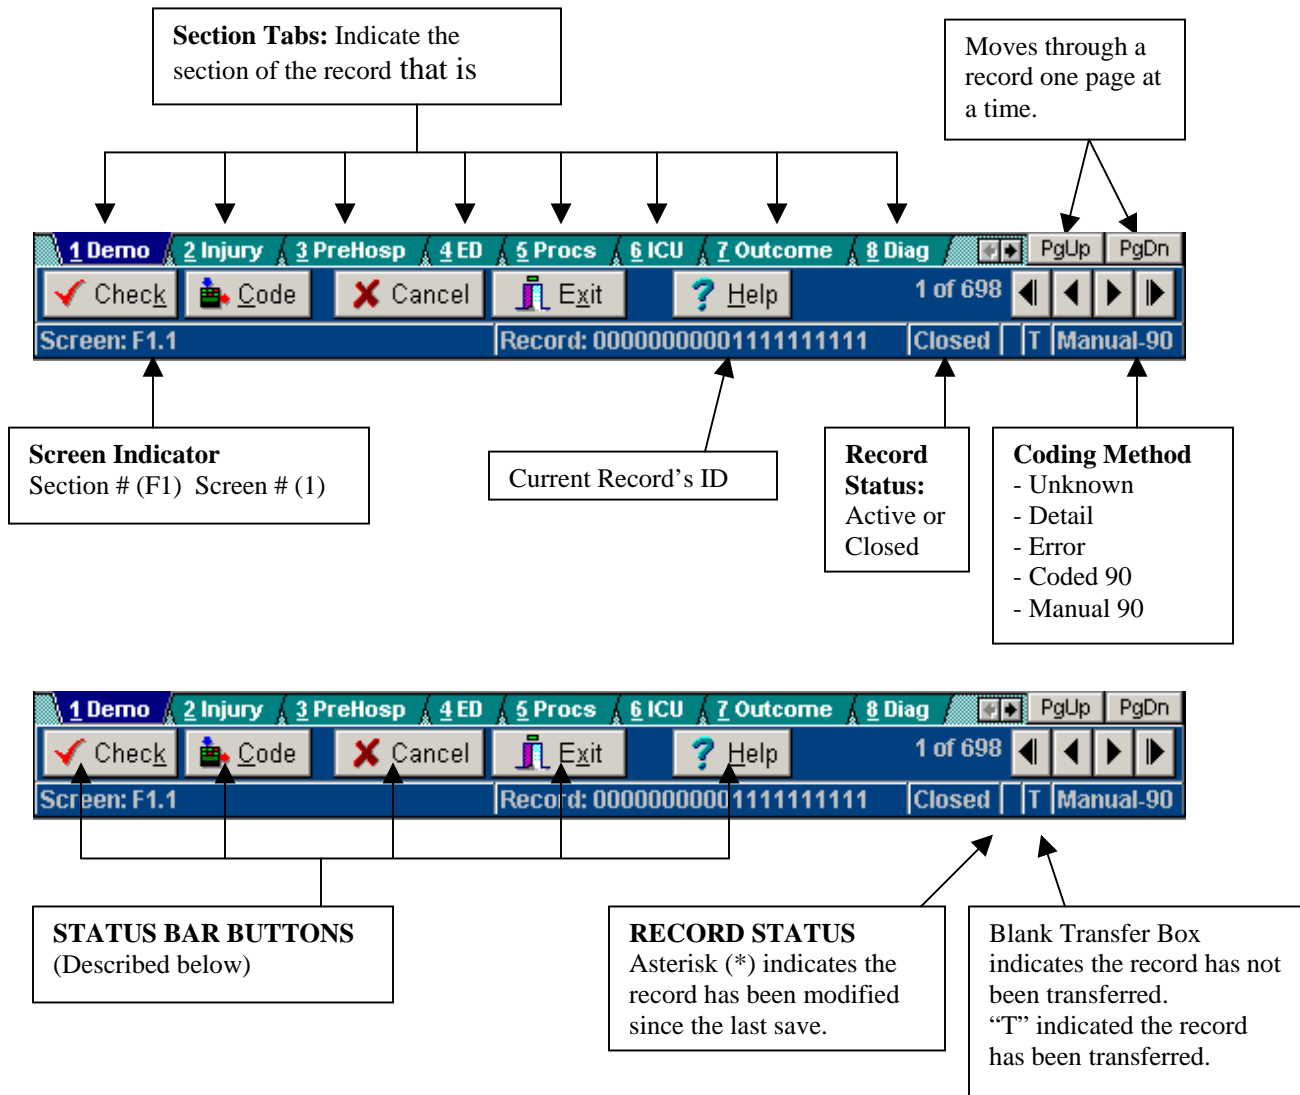 Section Tabs: Indicate the
section of the record that is
Moves through a
record one page at
a time.
1 Demo 2 Injury 3 PreHosp 4 ED 5 Procs 6 ICU 7 Outcome 8 Diag PgUp PgDn
Check Code Cancel Exit Help 1 of 698
Screen: F1.1 Record: 00000000001111111111 Closed T Manual-90
Screen Indicator
Section # (F1) Screen # (1)
Current Record’s ID
Record
Status:
Active or
Closed
Coding Method
- Unknown
- Detail
- Error
- Coded 90
- Manual 90
1 Demo 2 Injury 3 PreHosp 4 ED 5 Procs 6 ICU 7 Outcome 8 Diag PgUp PgDn
Check Code Cancel Exit Help 1 of 698
Screen: F1.1 Record: 00000000001111111111 Closed T Manual-90
STATUS BAR BUTTONS
(Described below)
RECORD STATUS
Asterisk (*) indicates the
record has been modified
since the last save.
Blank Transfer Box
indicates the record has not
been transferred.
“T” indicated the record
has been transferred.